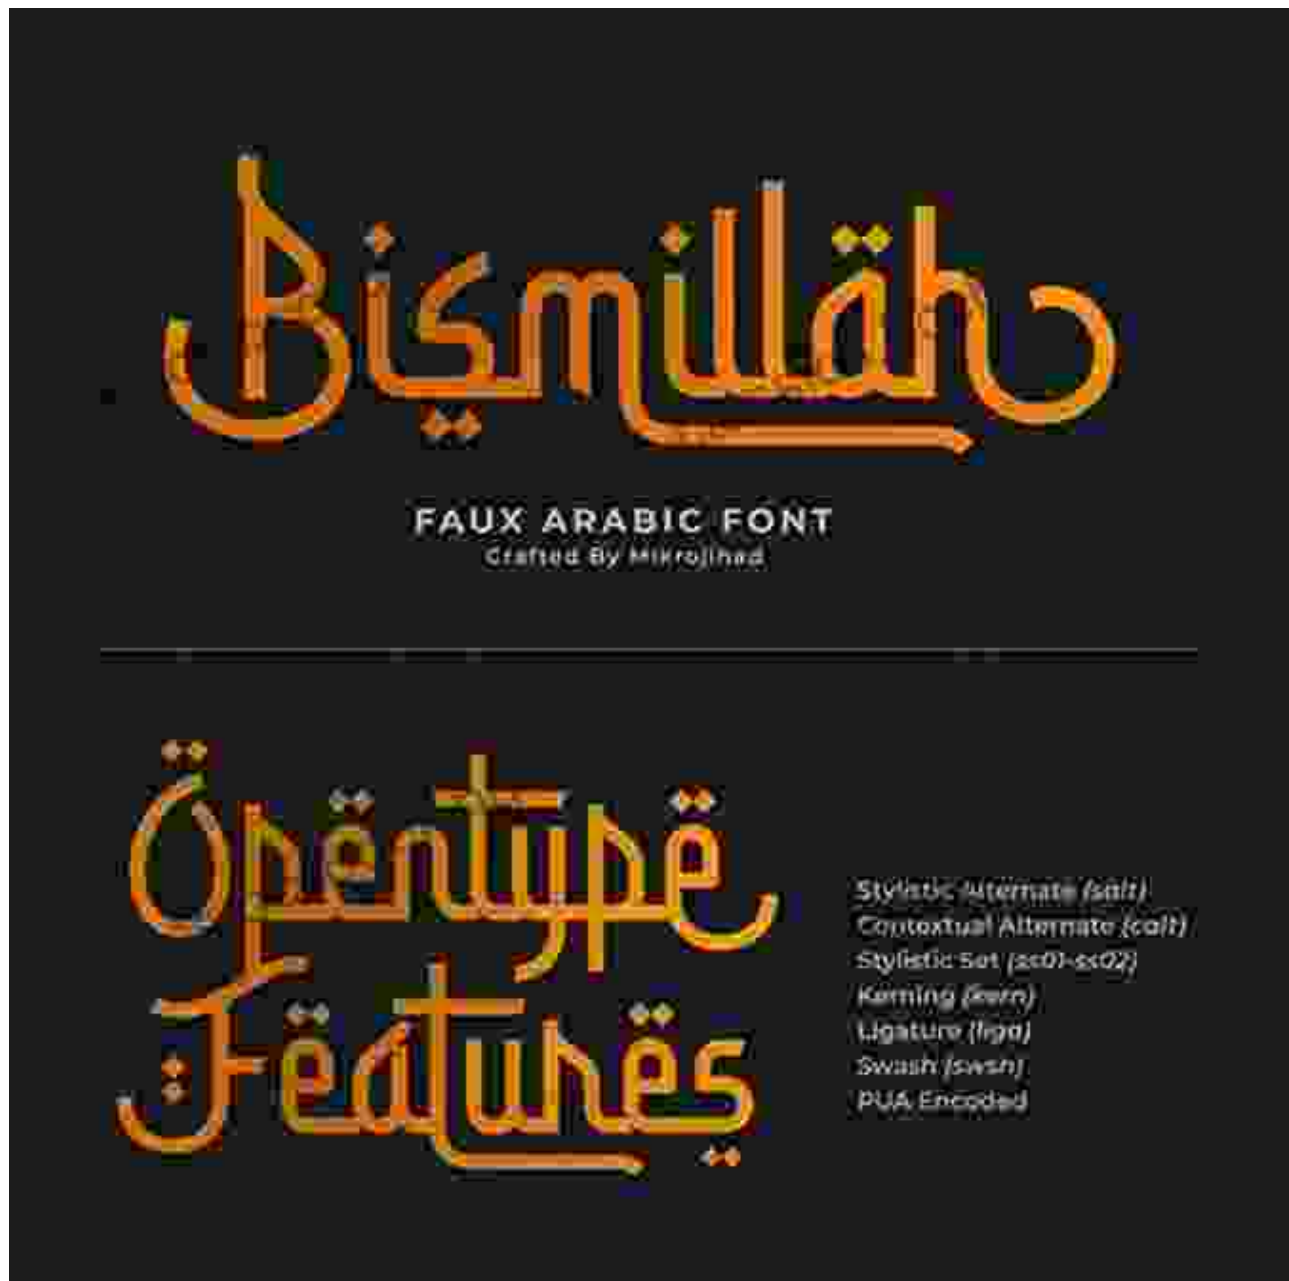 Bismillah
FAUX ARABIC FONT
Crafted By Mikrojihad
Opentype
Features
Stylistic Alternate (salt)
Contextual Alternate (calt)
Stylistic Set (ss01-ss02)
Kerning (kern)
Ligature (liga)
Swash (swsh)
PUA Encoded